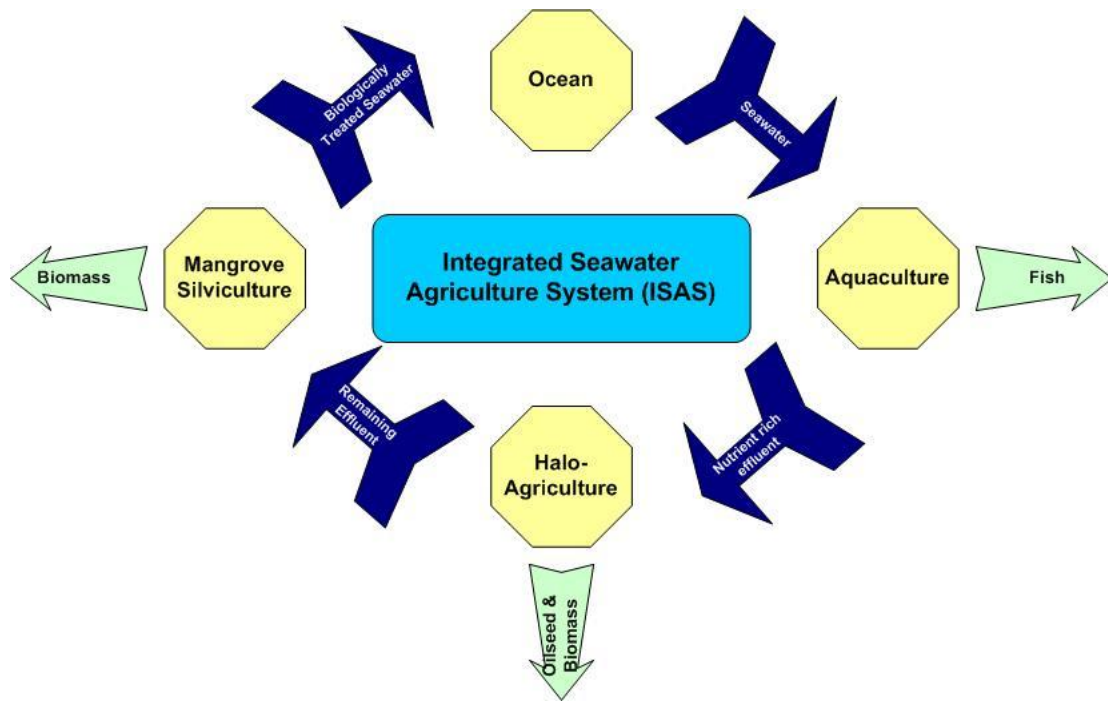 Ocean
Biologically
Treated Seawater
Seawater
Mangrove
Silviculture
Biomass
Integrated Seawater
Agriculture System (ISAS)
Aquaculture
Fish
Remaining
Effluent
Nutrient rich
effluent
Halo-
Agriculture
Oilseed &
Biomass